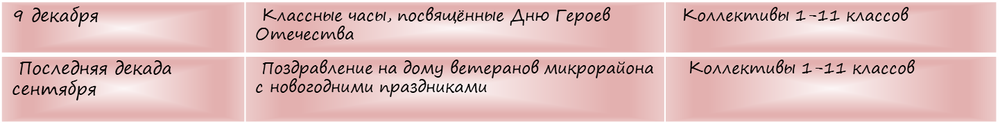 9 декабря
Классные часы, посвящённые Дню Героев
Отечества
Коллективы 1-11 классов
Последняя декада
сентября
Поздравление на дому ветеранов микрорайона
с новогодними праздниками
Коллективы 1-11 классов